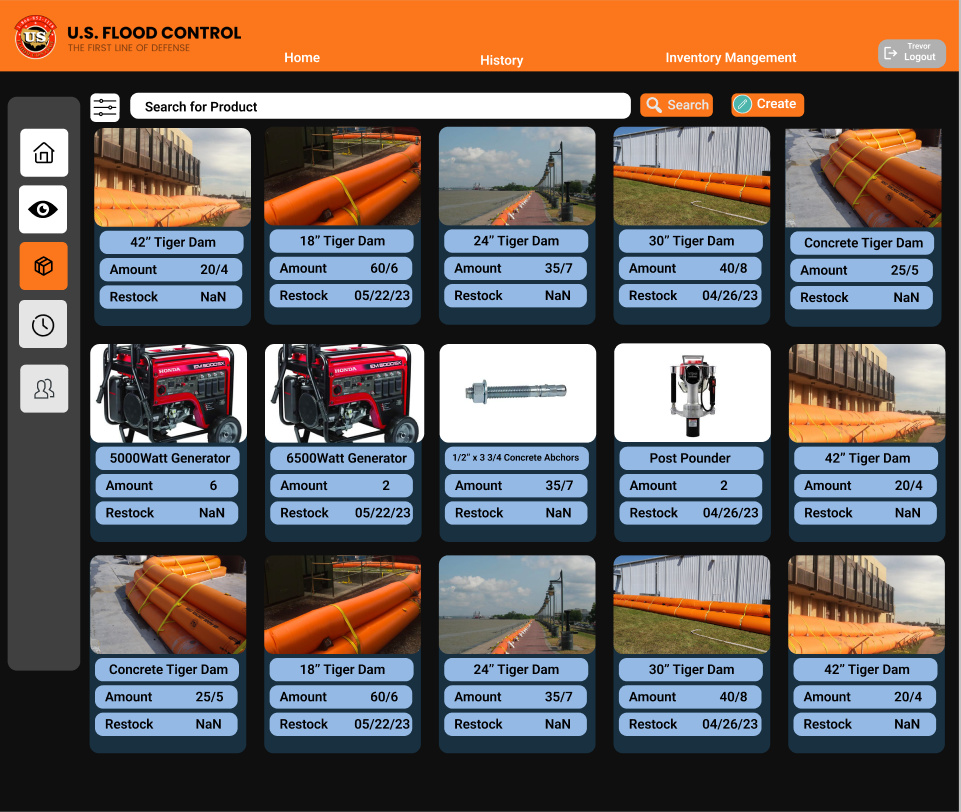 U.S. FLOOD CONTROL
THE FIRST LINE OF DEFENSE
Home
History
Inventory Mangement
Trevor
Logout
Search for Product
Search
Create
42” Tiger Dam
Amount 20/4
Restock NaN
18” Tiger Dam
Amount 60/6
Restock 05/22/23
24” Tiger Dam
Amount 35/7
Restock NaN
30” Tiger Dam
Amount 40/8
Restock 04/26/23
Concrete Tiger Dam
Amount 25/5
Restock NaN
HONDA EM5000SX
5000Watt Generator
Amount 6
Restock NaN
HONDA EM5000SX
6500Watt Generator
Amount 2
Restock 05/22/23
1/2” x 3 3/4 Concrete Abchors
Amount 35/7
Restock NaN
Post Pounder
Amount 2
Restock 04/26/23
42” Tiger Dam
Amount 20/4
Restock NaN
Concrete Tiger Dam
Amount 25/5
Restock NaN
18” Tiger Dam
Amount 60/6
Restock 05/22/23
24” Tiger Dam
Amount 35/7
Restock NaN
30” Tiger Dam
Amount 40/8
Restock 04/26/23
42” Tiger Dam
Amount 20/4
Restock NaN